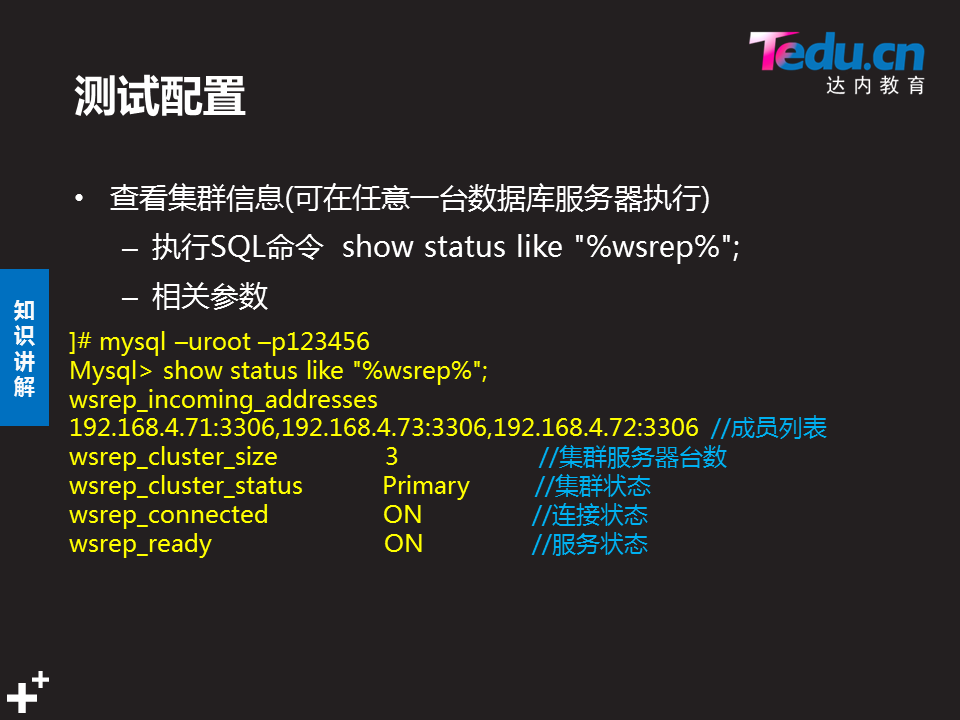 Tedu.cn
达内教育
测试配置
• 查看集群信息(可在任意一台数据库服务器执行)
– 执行SQL命令 show status like "%wsrep%";
– 相关参数
知识讲解
]# mysql –uroot –p123456
Mysql> show status like "%wsrep%";
wsrep_incoming_addresses
192.168.4.71:3306,192.168.4.73:3306,192.168.4.72:3306 //成员列表
wsrep_cluster_size 3 //集群服务器台数
wsrep_cluster_status Primary //集群状态
wsrep_connected ON //连接状态
wsrep_ready ON //服务状态